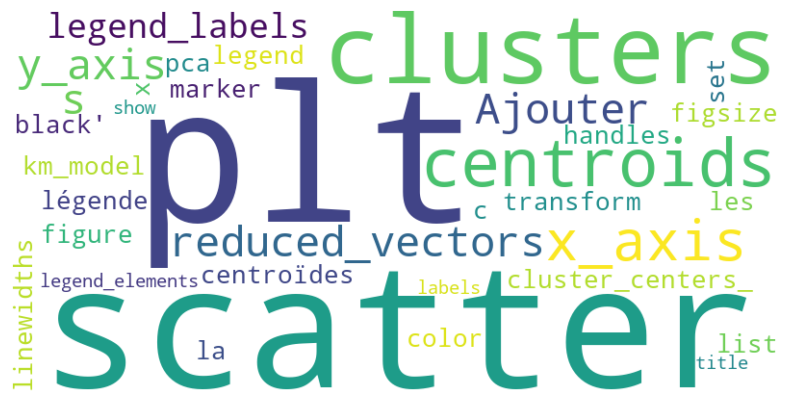 legend_labels
clusters
y_axis
pca
legend
x
set
s
show
marker
Ajouter
figsize
black'
plt
handles
km_model
centroids
légende
c
transform
les
figure
reduced_vectors
x_axis
linewidths
legend_elements
centroïdes
labels
cluster_centers_
scatter
la
color
list
title